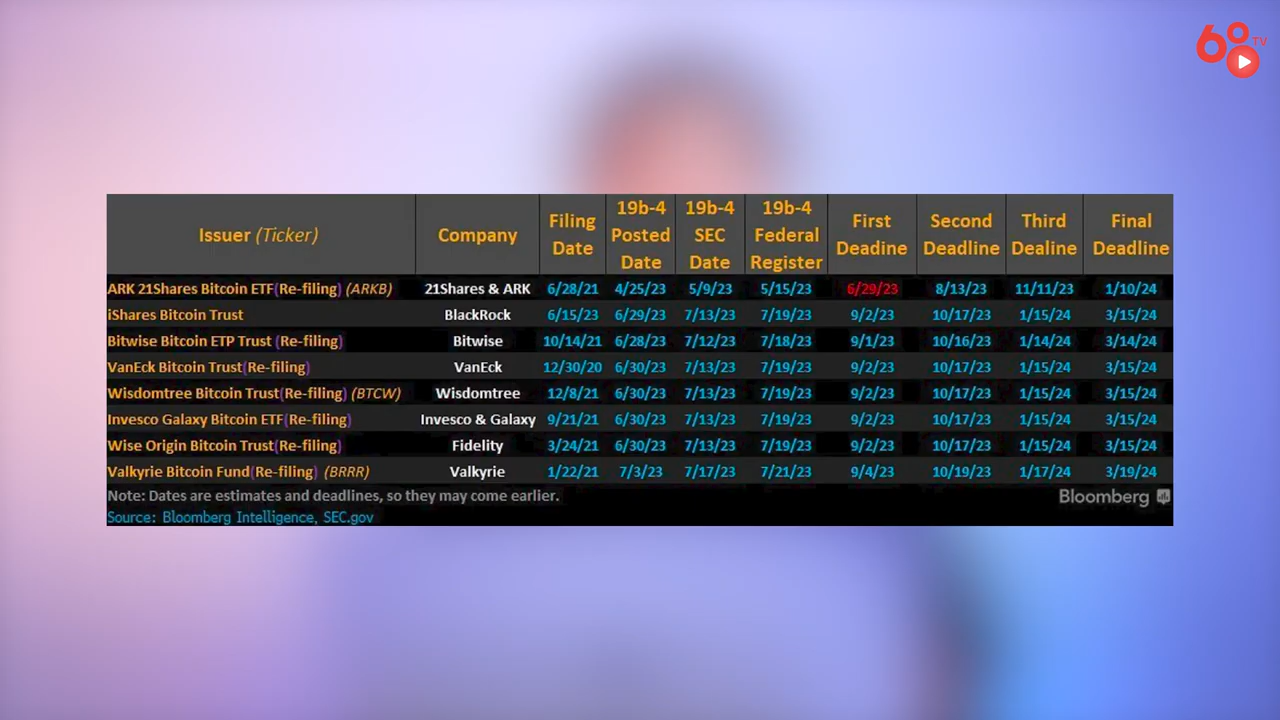 68 TV
Issuer (Ticker) Company Filing Date 19b-4 Posted Date 19b-4 SEC Date 19b-4 Federal Register First Deadine Second Deadline Third Dealine Final Deadline
ARK 21Shares Bitcoin ETF(Re-filing) (ARKB) 21Shares & ARK 6/28/21 4/25/23 5/9/23 5/15/23 6/29/23 8/13/23 11/11/23 1/10/24
iShares Bitcoin Trust BlackRock 6/15/23 6/29/23 7/13/23 7/19/23 9/2/23 10/17/23 1/15/24 3/15/24
Bitwise Bitcoin ETP Trust (Re-filing) Bitwise 10/14/21 6/28/23 7/12/23 7/18/23 9/1/23 10/16/23 1/14/24 3/14/24
VanEck Bitcoin Trust(Re-filing) VanEck 12/30/20 6/30/23 7/13/23 7/19/23 9/2/23 10/17/23 1/15/24 3/15/24
Wisdomtree Bitcoin Trust(Re-filing) (BTCW) Wisdomtree 12/8/21 6/30/23 7/13/23 7/19/23 9/2/23 10/17/23 1/15/24 3/15/24
Invesco Galaxy Bitcoin ETF(Re-filing) Invesco & Galaxy 9/21/21 6/30/23 7/13/23 7/19/23 9/2/23 10/17/23 1/15/24 3/15/24
Wise Origin Bitcoin Trust(Re-filing) Fidelity 3/24/21 6/30/23 7/13/23 7/19/23 9/2/23 10/17/23 1/15/24 3/15/24
Valkyrie Bitcoin Fund(Re-filing) (BRRR) Valkyrie 1/22/21 7/3/23 7/17/23 7/21/23 9/4/23 10/19/23 1/17/24 3/19/24
Note: Dates are estimates and deadlines, so they may come earlier. Bloomberg
Source: Bloomberg Intelligence, SEC.gov